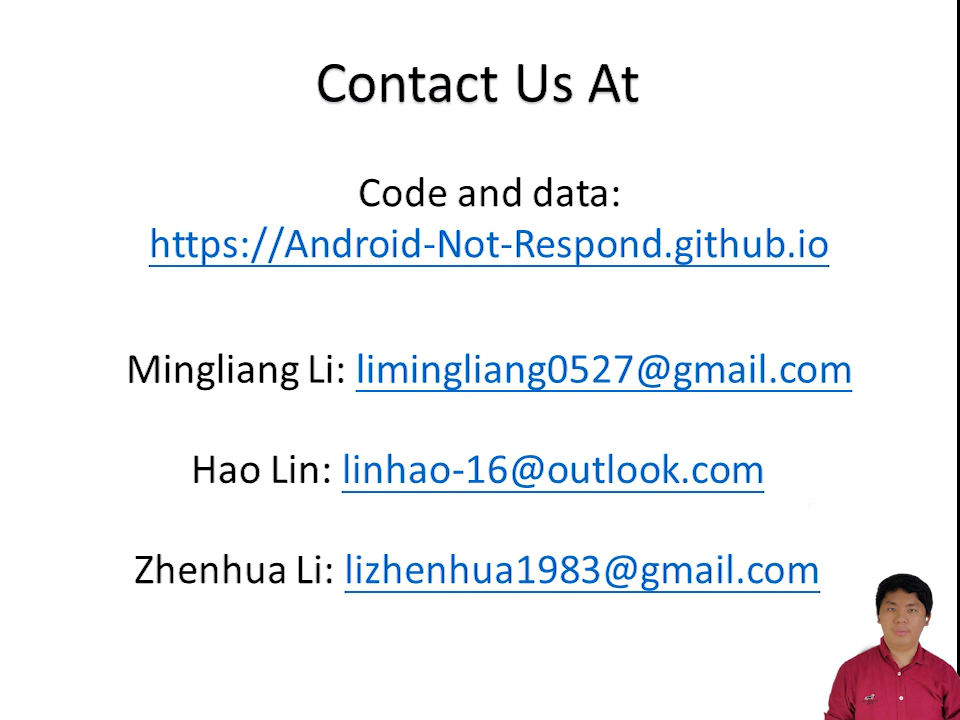 Contact Us At
Code and data:
https://Android-Not-Respond.github.io
Mingliang Li: limingliang0527@gmail.com
Hao Lin: linhao-16@outlook.com
Zhenhua Li: lizhenhua1983@gmail.com